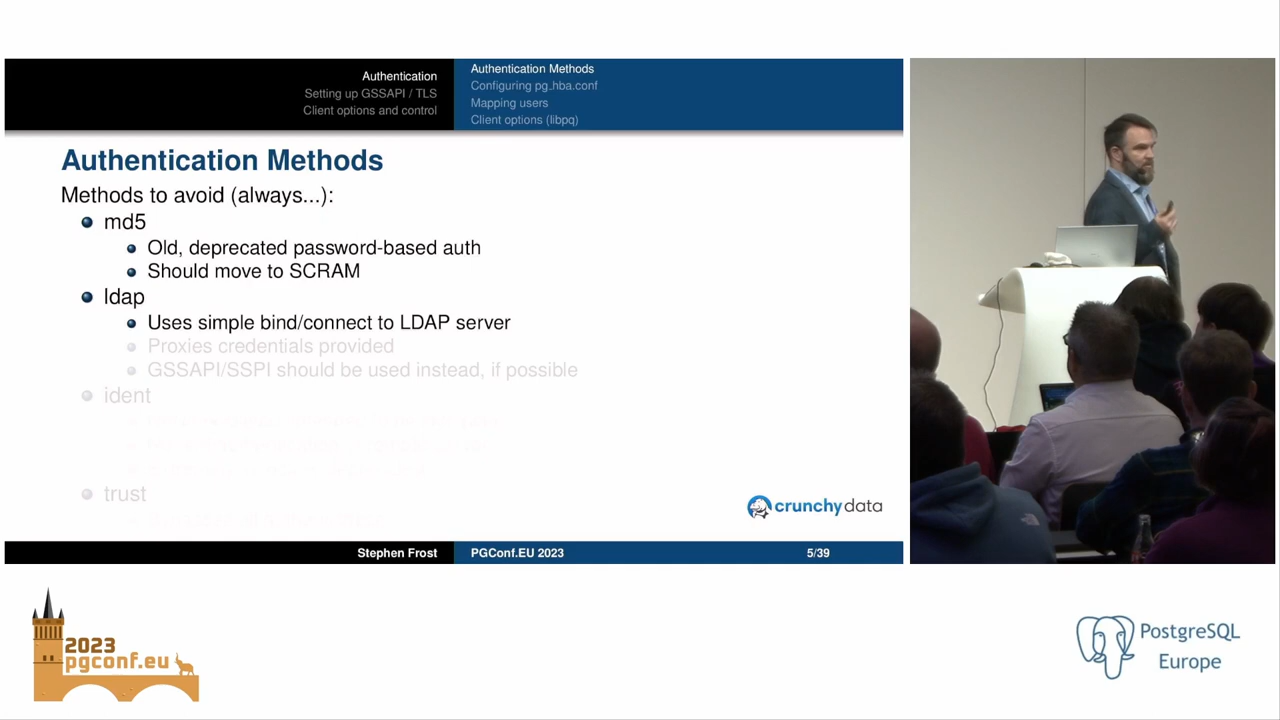 Authentication
Setting up GSSAPI / TLS
Client options and control
Authentication Methods
Configuring pg_hba.conf
Mapping users
Client options (libpq)
Authentication Methods
Methods to avoid (always...):
md5
Old, deprecated password-based auth
Should move to SCRAM
ldap
Uses simple bind/connect to LDAP server
Proxies credentials provided
GSSAPI/SSPI should be used instead, if possible
ident
trust
crunchydata
Stephen Frost
PGConf.EU 2023
5/39
2023
pgconf.eu
PostgreSQL
Europe